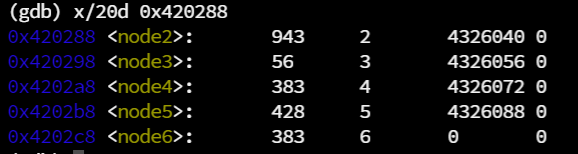 (gdb) x/20d 0x420288
0x420288 <node2>: 943 2 4326040 0
0x420298 <node3>: 56 3 4326056 0
0x4202a8 <node4>: 383 4 4326072 0
0x4202b8 <node5>: 428 5 4326088 0
0x4202c8 <node6>: 383 6 0 0